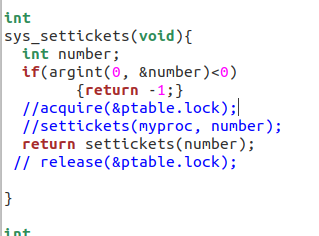 int
sys_settickets(void){
  int number;
  if(argint(0, &number)<0)
        {return -1;}
  //acquire(&ptable.lock);
  //settickets(myproc, number);
  return settickets(number);
 // release(&ptable.lock);
}
int